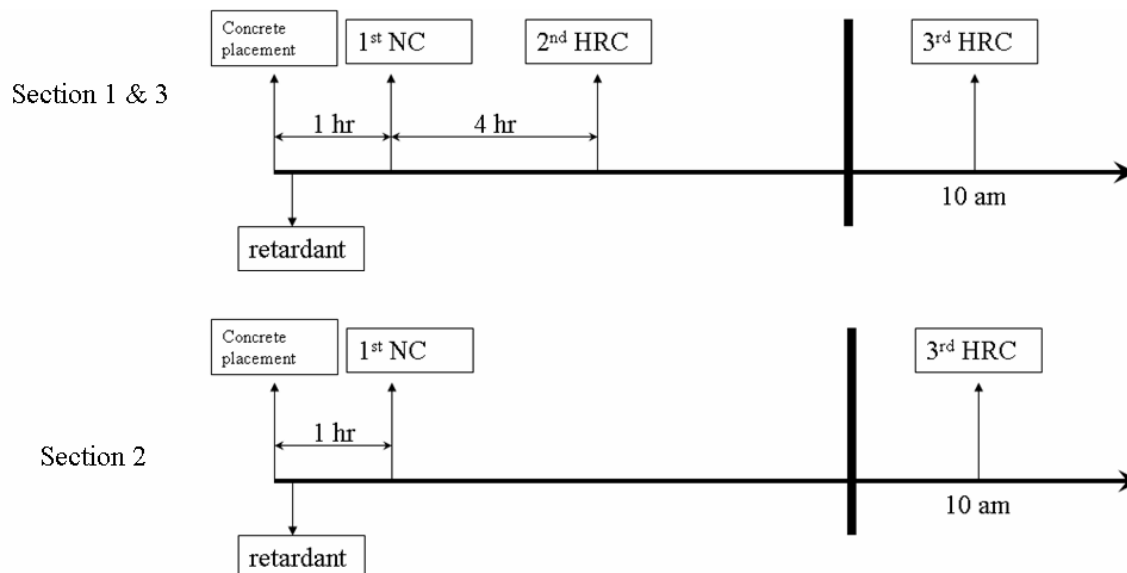 Concrete
placement
1st NC
2nd HRC
3rd HRC
Section 1 & 3
1 hr
4 hr
10 am
retardant
Concrete
placement
1st NC
3rd HRC
1 hr
Section 2
10 am
retardant